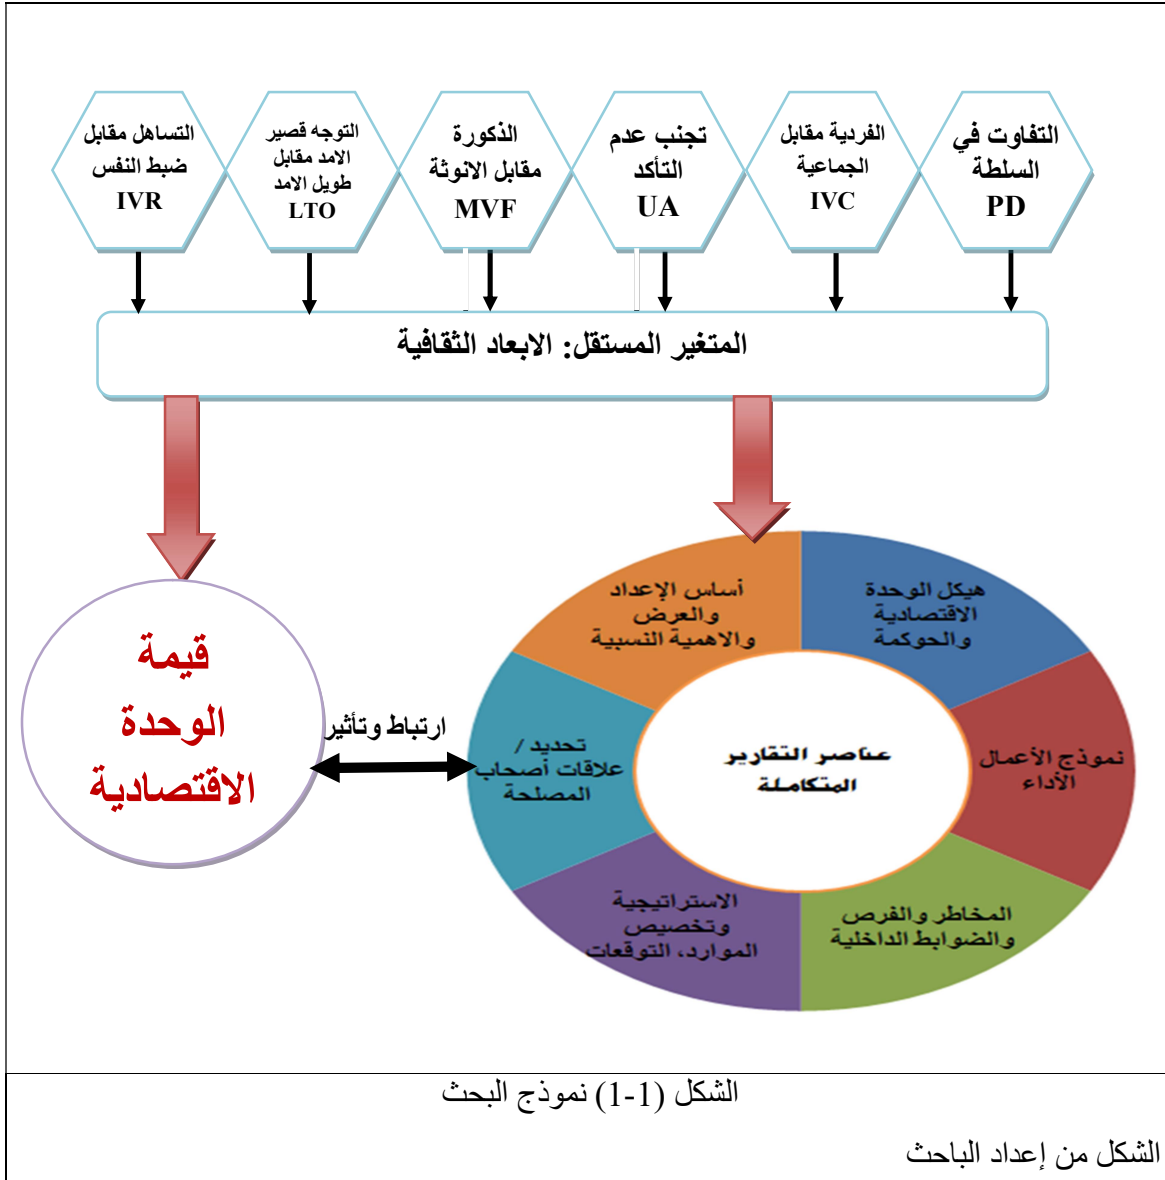 التفاوت في
السلطة
PD
الفردية مقابل
الجماعية
IVC
تجنب عدم
التأكد
UA
الذكورة
مقابل الانوثة
MVF
التوجه قصير
الامد مقابل
طويل الامد
LTO
التساهل مقابل
ضبط النفس
IVR
المتغير المستقل: الابعاد الثقافية
هيكل الوحدة
الاقتصادية
والحوكمة
أساس الإعداد
والعرض
والاهمية النسبية
نموذج الأعمال
الأداء
عناصر التقارير
المتكاملة
تحديد /
علاقات أصحاب
المصلحة
المخاطر والفرص
والضوابط الداخلية
الاستراتيجية
وتخصيص
الموارد، التوقعات
ارتباط وتأثير
قيمة
الوحدة
الاقتصادية
الشكل (1-1) نموذج البحث
الشكل من إعداد الباحث